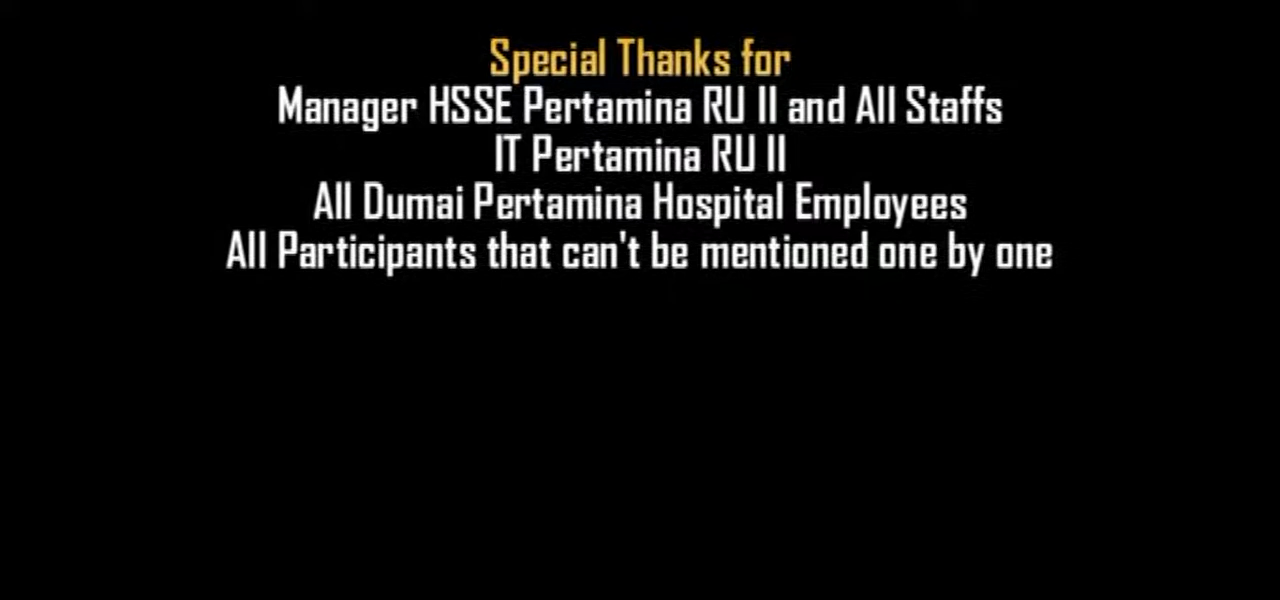 Special Thanks for
Manager HSSE Pertamina RU II and All Staffs
IT Pertamina RU II
All Dumai Pertamina Hospital Employees
All Participants that can't be mentioned one by one